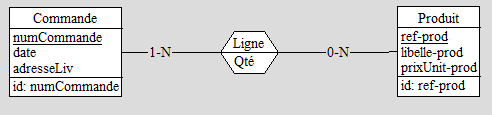 Commande
numCommande
date
adresseLiv
id: numCommande
1-N
Ligne
Qté
0-N
Produit
ref-prod
libelle-prod
prixUnit-prod
id: ref-prod